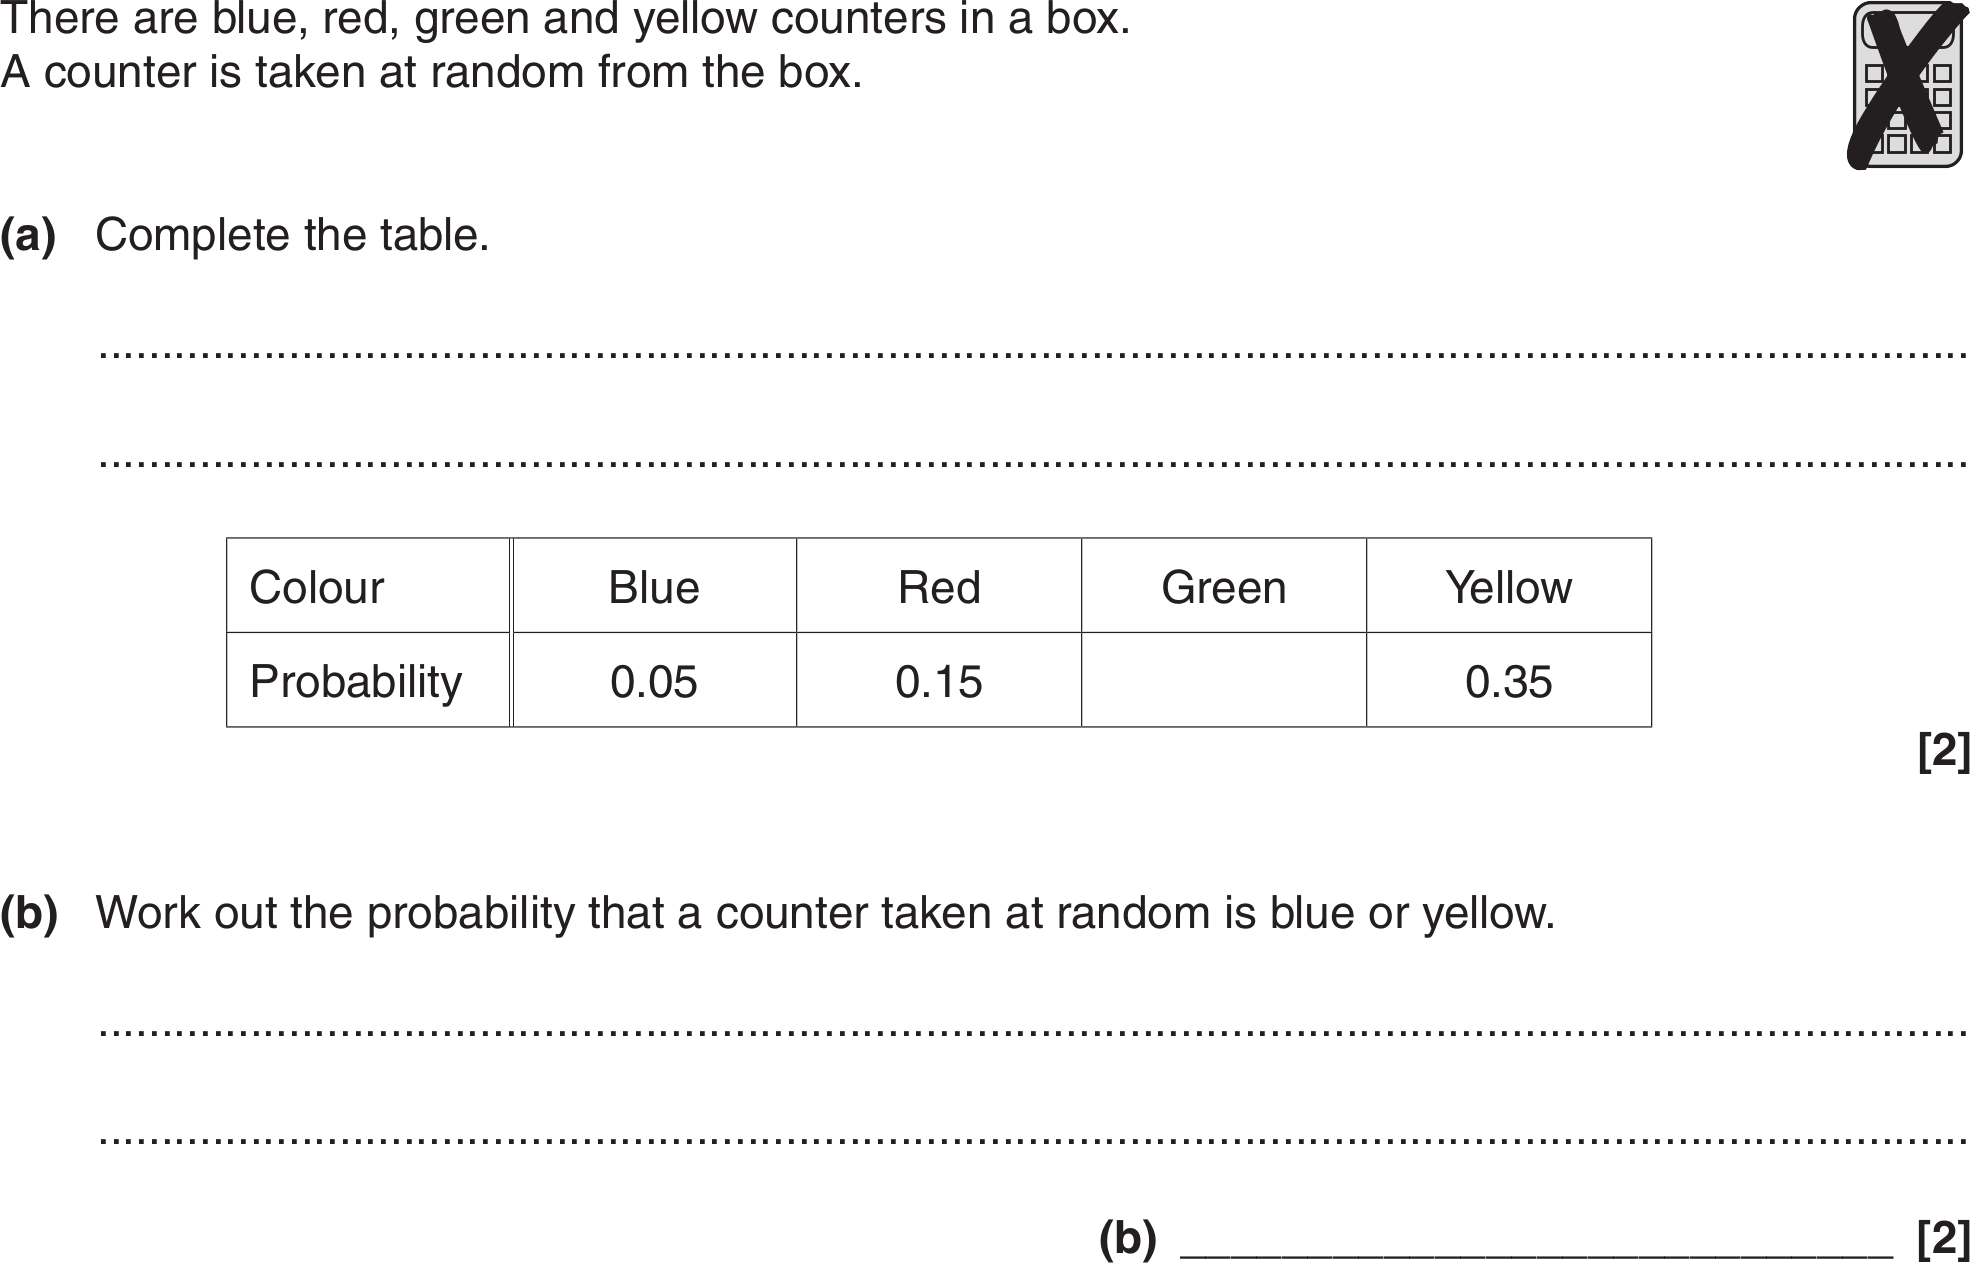 There are blue, red, green and yellow counters in a box.
A counter is taken at random from the box.
(a) Complete the table.
Colour Blue Red Green Yellow
Probability 0.05 0.15 0.35
[2]
(b) Work out the probability that a counter taken at random is blue or yellow.
(b) ______________________________ [2]